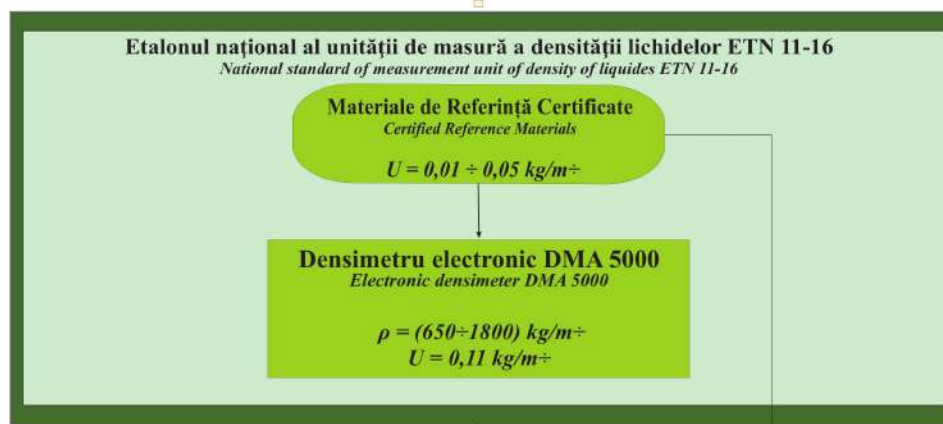 Etalonul național al unității de masură a densității lichidelor ETN 11-16
National standard of measurement unit of density of liquides ETN 11-16
Materiale de Referință Certificate
Certified Reference Materials
U = 0,01 ÷ 0,05 kg/m÷
Densimetru electronic DMA 5000
Electronic densimeter DMA 5000
ρ = (650÷1800) kg/m÷
U = 0,11 kg/m÷